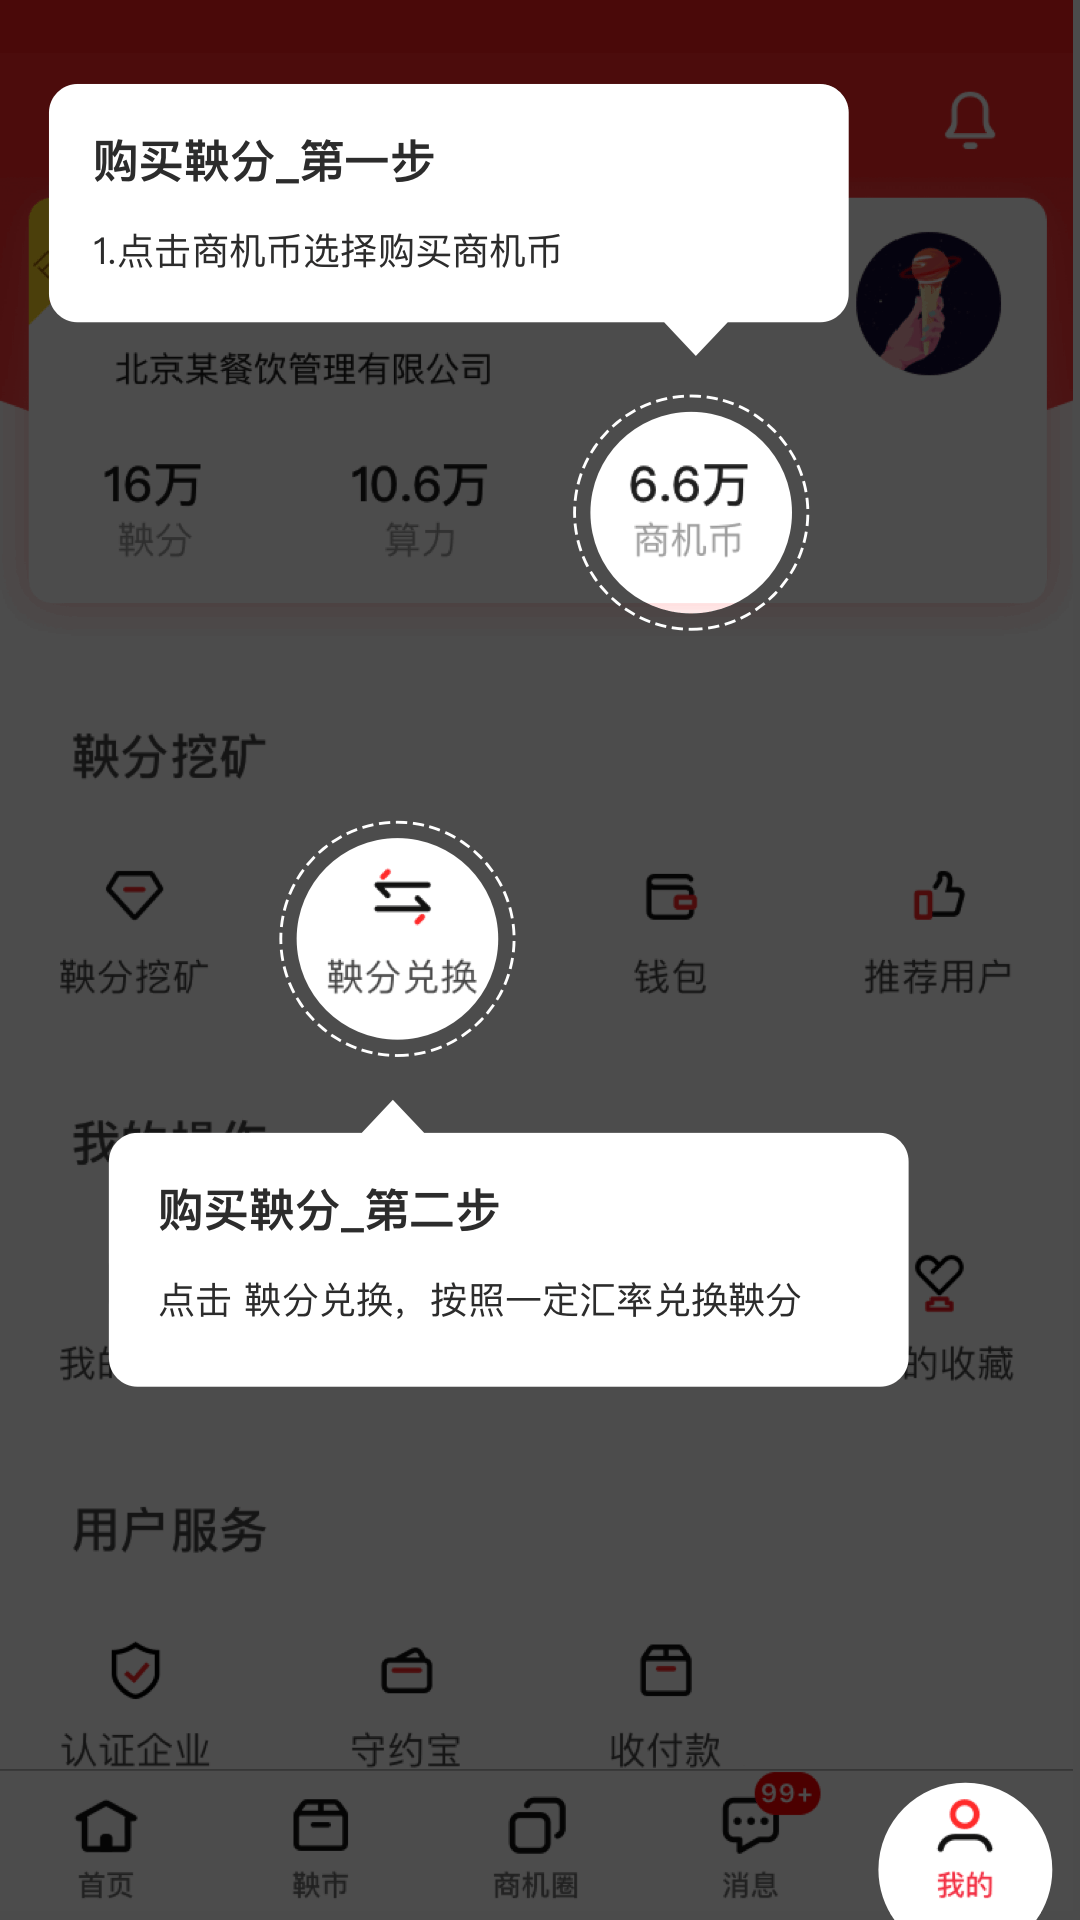 购买鞅分_第一步
1.点击商机币选择购买商机币
北京某餐饮管理有限公司
16万
10.6万
6.6万
鞅分
算力
商机币
鞅分挖矿
鞅分挖矿
鞅分兑换
钱包
推荐用户
购买鞅分_第二步
点击 鞅分兑换，按照一定汇率兑换鞅分
的收藏
用户服务
认证企业
守约宝
收付款
99+
首页
鞅市
商机圈
消息
我的